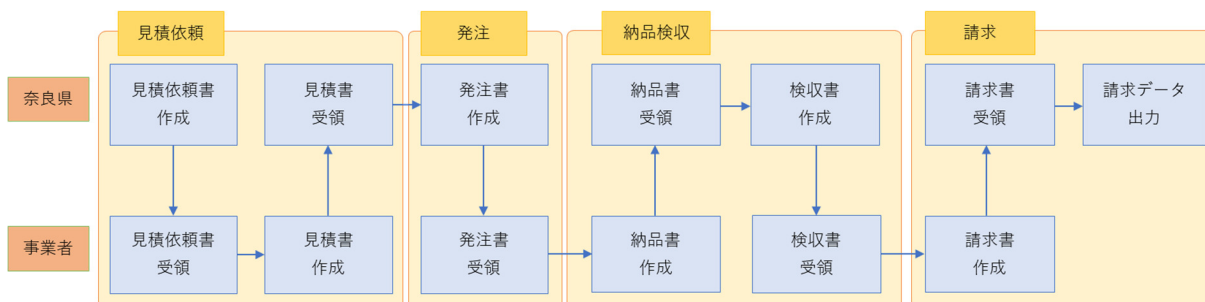 見積依頼
発注
納品検収
請求
奈良県
見積依頼書
作成
見積書
受領
発注書
作成
納品書
受領
検収書
作成
請求書
受領
請求データ
出力
事業者
見積依頼書
受領
見積書
作成
発注書
受領
納品書
作成
検収書
受領
請求書
作成